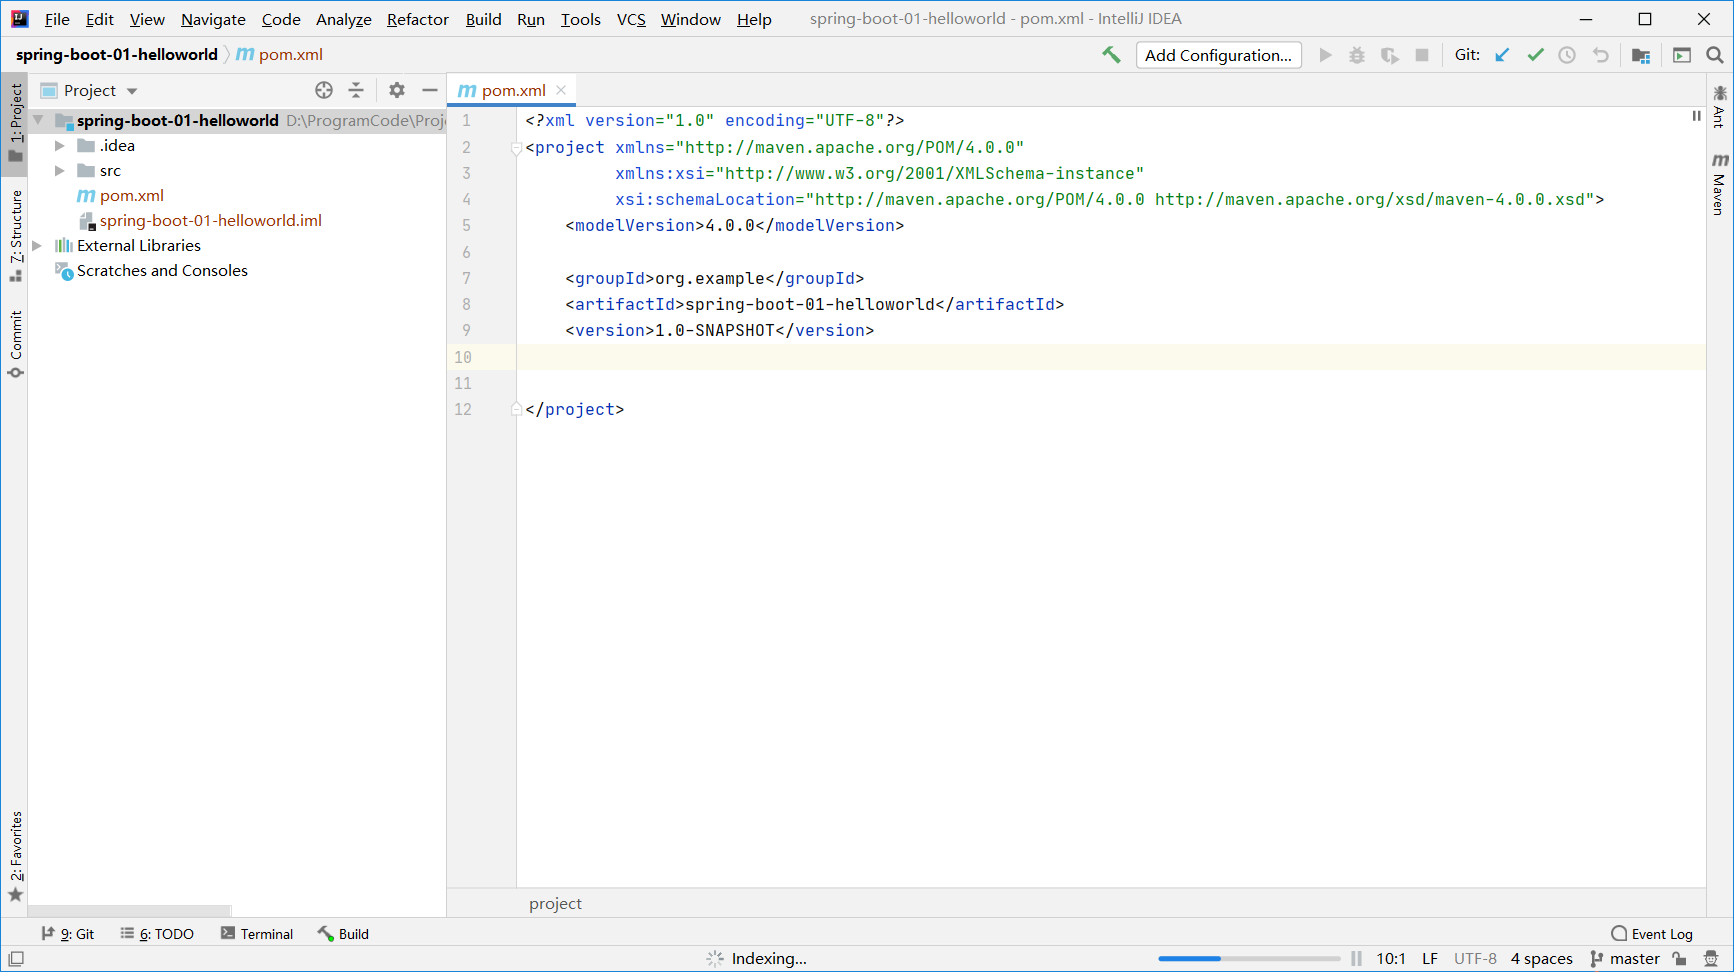 File Edit View Navigate Code Analyze Refactor Build Run Tools VCS Window Help spring-boot-01-helloworld - pom.xml - IntelliJ IDEA
spring-boot-01-helloworld pom.xml Add Configuration... Git:
1: Project
7: Structure
Commit
2: Favorites
Project
spring-boot-01-helloworld D:\ProgramCode\Proj
.idea
src
pom.xml
spring-boot-01-helloworld.iml
External Libraries
Scratches and Consoles
pom.xml
1 <?xml version="1.0" encoding="UTF-8"?>
2 <project xmlns="http://maven.apache.org/POM/4.0.0"
3 xmlns:xsi="http://www.w3.org/2001/XMLSchema-instance"
4 xsi:schemaLocation="http://maven.apache.org/POM/4.0.0 http://maven.apache.org/xsd/maven-4.0.0.xsd">
5 <modelVersion>4.0.0</modelVersion>
6
7 <groupId>org.example</groupId>
8 <artifactId>spring-boot-01-helloworld</artifactId>
9 <version>1.0-SNAPSHOT</version>
10
11
12 </project>
project
Ant
Maven
9: Git 6: TODO Terminal Build Event Log
Indexing... 10:1 LF UTF-8 4 spaces master